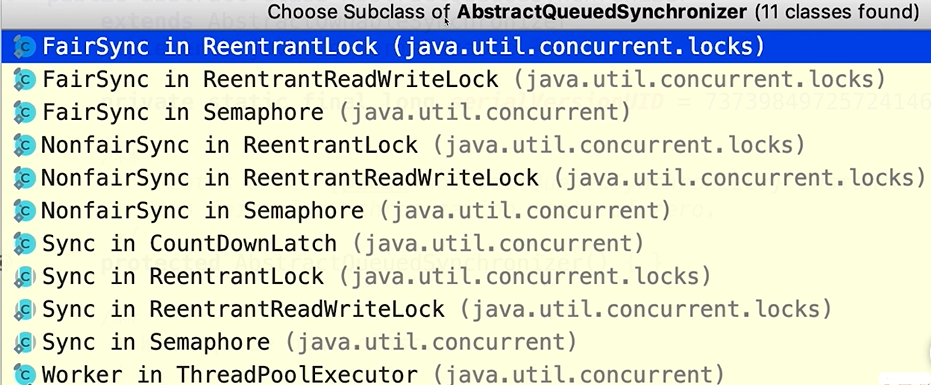 Choose Subclass of AbstractQueuedSynchronizer (11 classes found)
FairSync in ReentrantLock (java.util.concurrent.locks)
FairSync in ReentrantReadWriteLock (java.util.concurrent.locks)
FairSync in Semaphore (java.util.concurrent)
NonfairSync in ReentrantLock (java.util.concurrent.locks)
NonfairSync in ReentrantReadWriteLock (java.util.concurrent.locks)
NonfairSync in Semaphore (java.util.concurrent)
Sync in CountDownLatch (java.util.concurrent)
Sync in ReentrantLock (java.util.concurrent.locks)
Sync in ReentrantReadWriteLock (java.util.concurrent.locks)
Sync in Semaphore (java.util.concurrent)
Worker in ThreadPoolExecutor (java.util.concurrent)